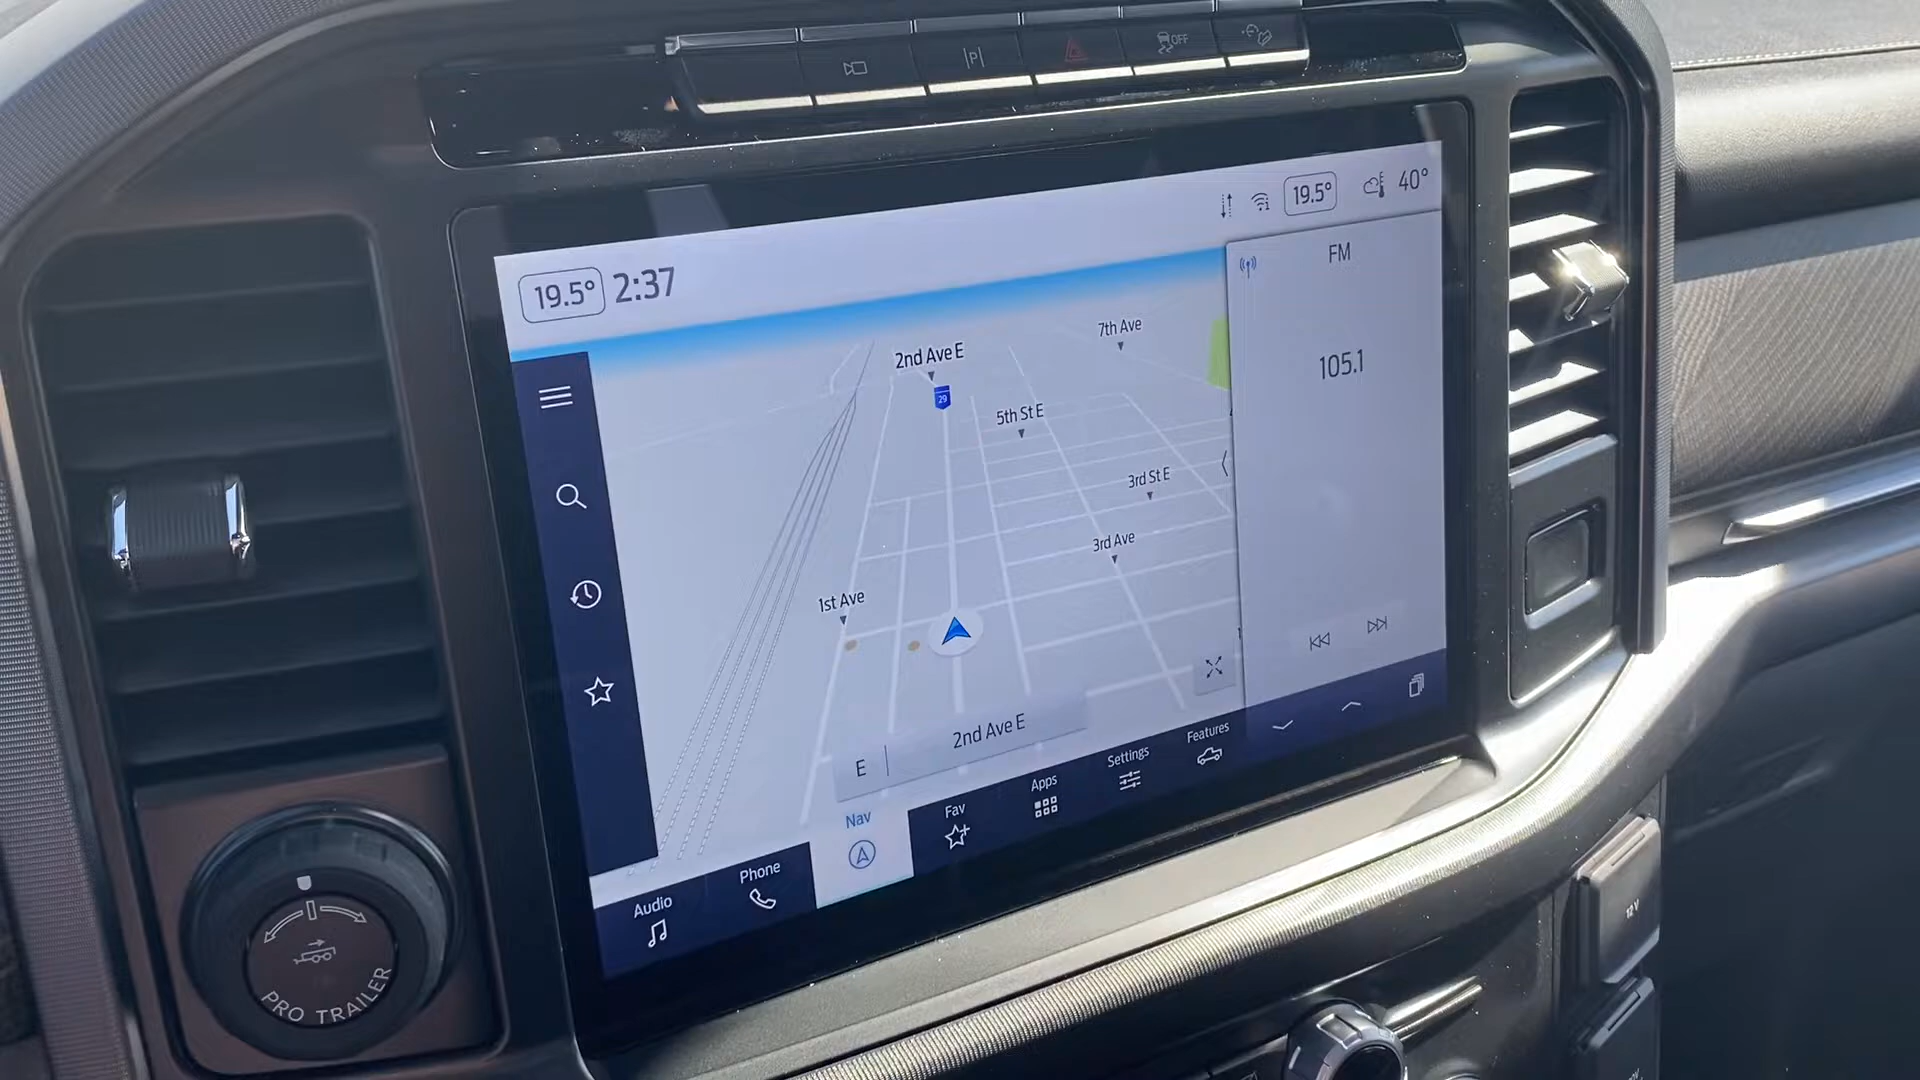 P
OFF
19.5° 40°
19.5° 2:37
FM
7th Ave
2nd Ave E
29
105.1
5th St E
3rd St E
3rd Ave
1st Ave
2nd Ave E
E
Features
Settings
Apps
Fav
Nav
Phone
Audio
12V
PRO TRAILER